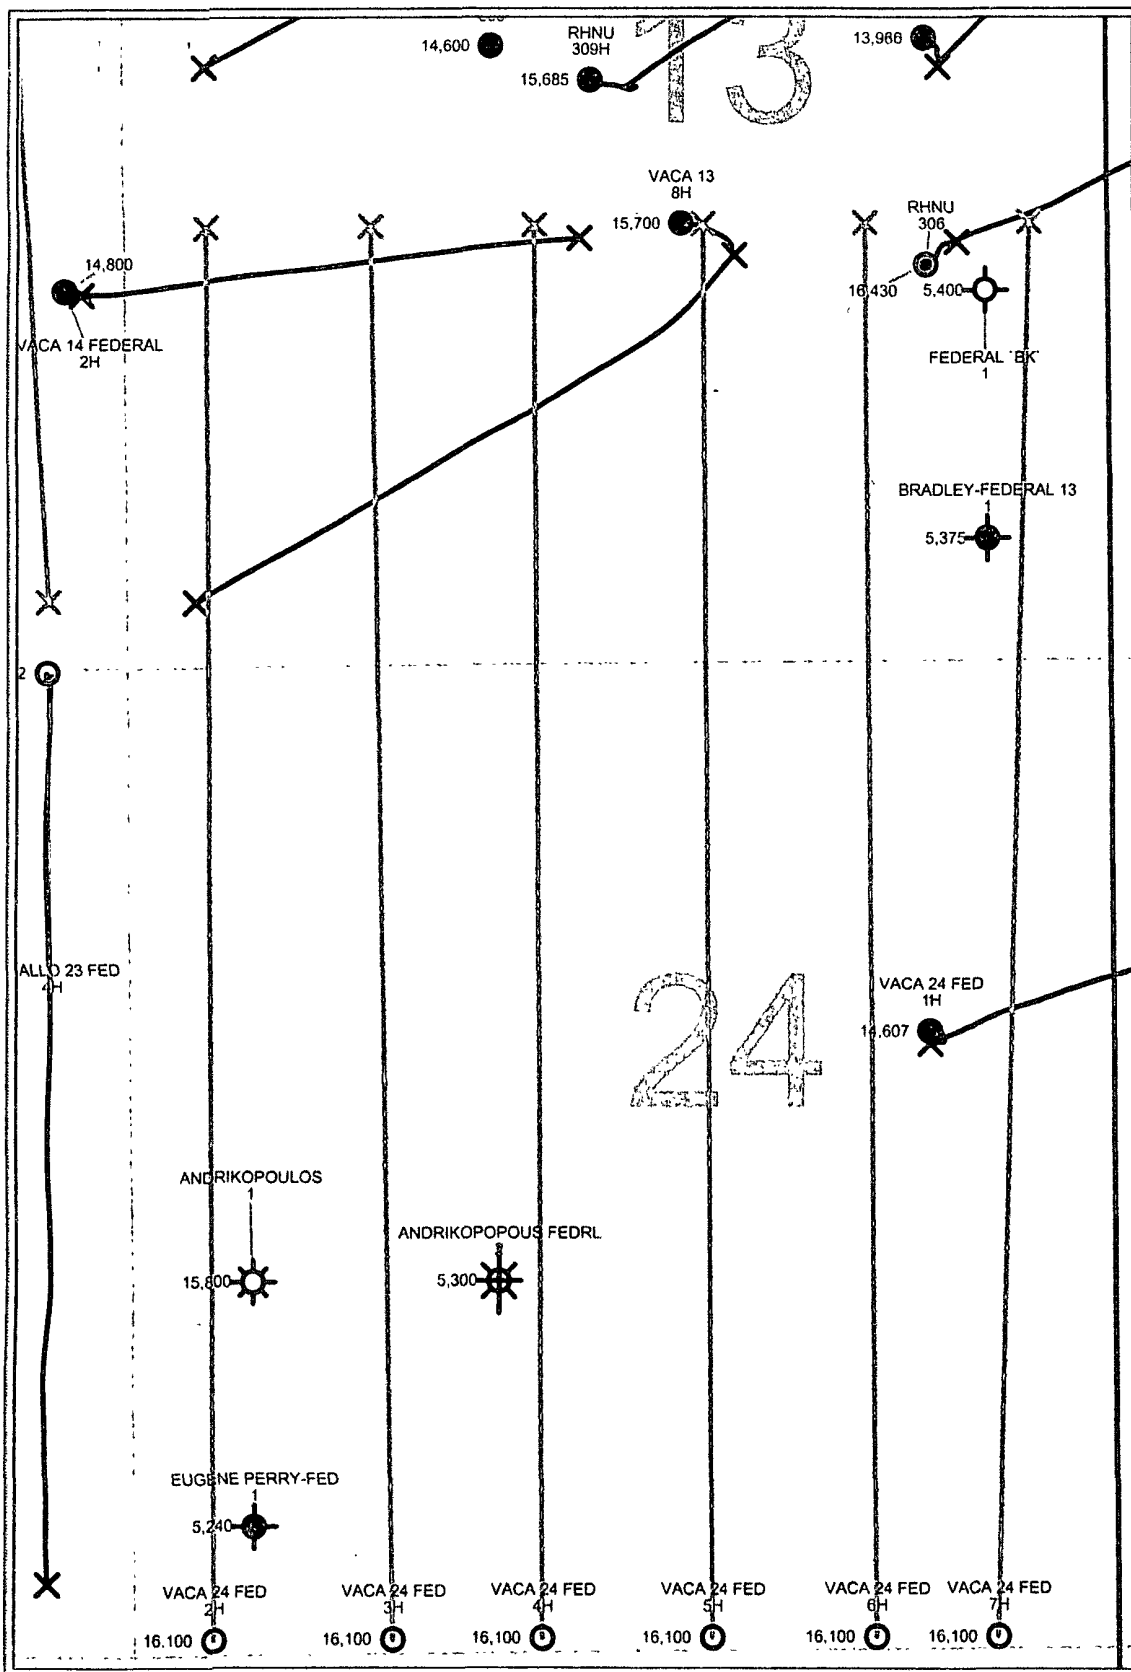 14,600
RHNU
309H
15,685
13
13,966
VACA 13
8H
15,700
RHNU
306
16,430
5,400
FEDERAL "BK"
1
14,800
VACA 14 FEDERAL
2H
BRADLEY-FEDERAL 13
1
5,375
2
ALLO 23 FED
4H
24
VACA 24 FED
1H
14,607
ANDRIKOPOULOS
1
15,800
ANDRIKOPOPOUS FEDRL
5,300
EUGENE PERRY-FED
1
5,240
VACA 24 FED
2H
16,100
VACA 24 FED
3H
16,100
VACA 24 FED
4H
16,100
VACA 24 FED
5H
16,100
VACA 24 FED
6H
16,100
VACA 24 FED
7H
16,100